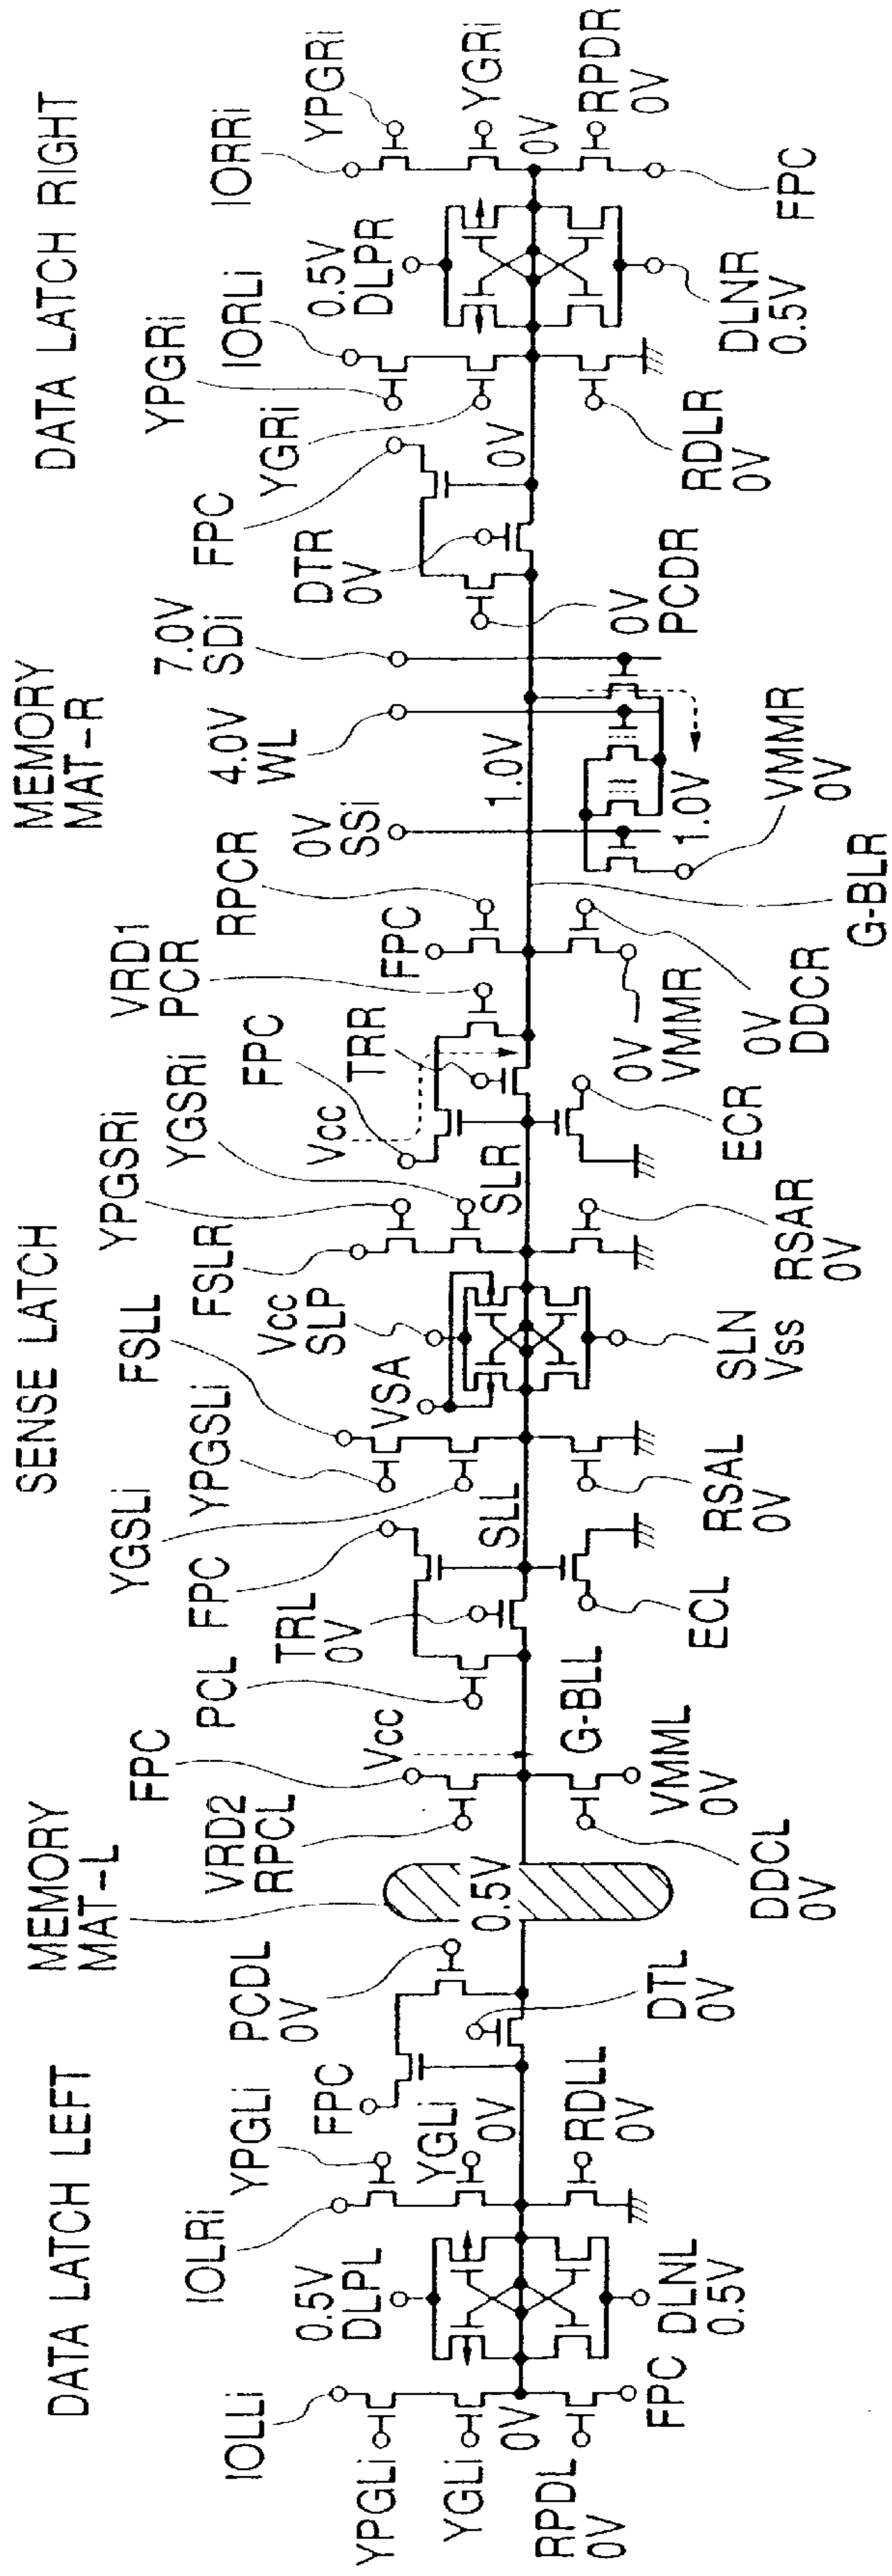 DATA LATCH LEFT
MEMORY
MAT-L
SENSE LATCH
MEMORY
MAT-R
DATA LATCH RIGHT
IOLLi
YPGLi
YGLi
RPDL
0V
0V
FPC
0.5V
DLPL
DLNL
0.5V
IOLRi
YPGLi
YGLi
0V
RDLL
0V
FPC
PCDL
0V
DTL
0V
0.5V
VRD2
RPCL
FPC
Vcc
DDCL
0V
VMML
0V
G-BLL
PCL
TRL
0V
FPC
ECL
SLL
YGSLi
YPGSLi
FSLL
RSAL
0V
VSA
Vcc
SLP
SLN
Vss
FSLR
YPGSRi
YGSRi
RSAR
0V
SLR
FPC
Vcc
TRR
ECR
VRD1
PCR
FPC
RPCR
0V
VMMR
0V
DDCR
G-BLR
0V
SSi
4.0V
WL
7.0V
SDi
1.0V
1.0V
VMMR
0V
0V
PCDR
DTR
0V
FPC
0V
YGRi
YPGRi
IORLi
RDLR
0V
0.5V
DLPR
DLNR
0.5V
IORRi
YPGRi
YGRi
0V
RPDR
0V
FPC